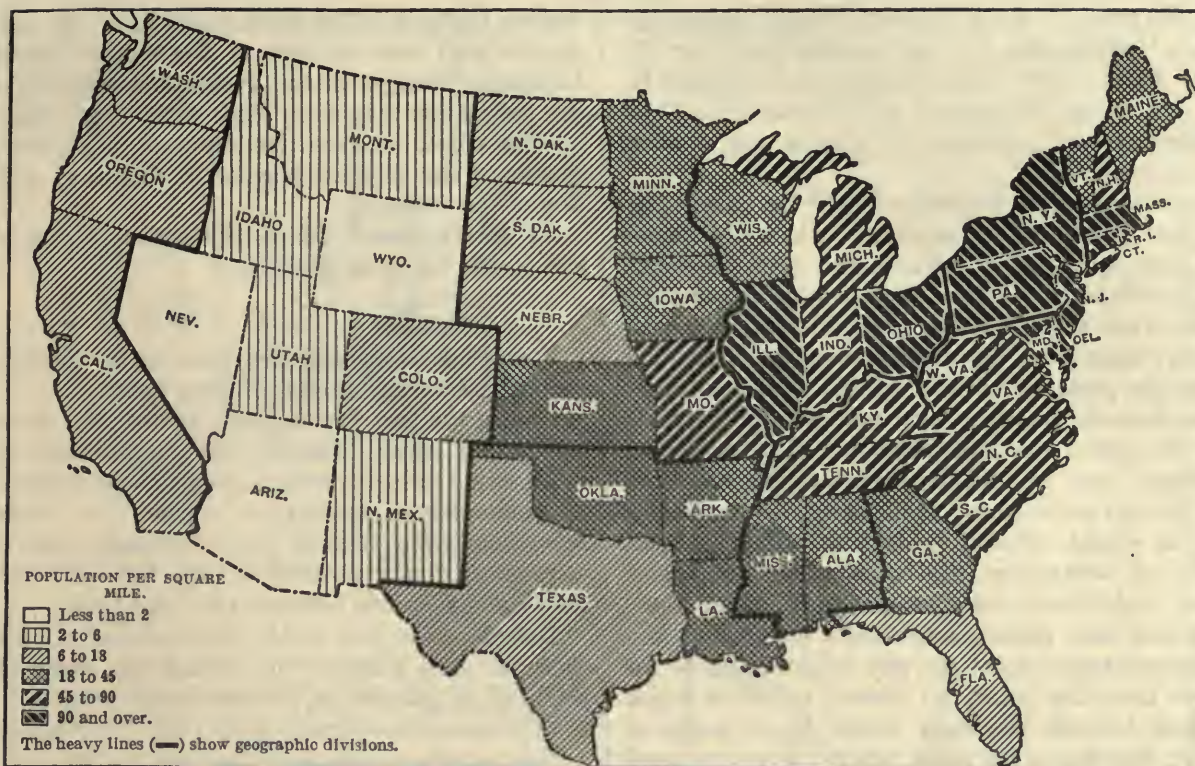 WASH.
OREGON
CAL.
NEV.
IDAHO
MONT.
WYO.
UTAH
ARIZ.
COLO.
N. MEX.
N. DAK.
S. DAK.
NEBR.
KANS.
OKLA.
TEXAS
MINN.
IOWA
MO.
ARK.
LA.
WIS.
ILL.
MICH.
IND.
OHIO
KY.
TENN.
MISS.
ALA
GA.
FLA.
S. C.
N. C.
VA.
W. VA.
MD.
DEL.
PA.
N. J.
N. Y.
CT.
R. I.
MASS.
VT.
N.H.
MAINE
POPULATION PER SQUARE
MILE.
Less than 2
2 to 6
6 to 18
18 to 45
45 to 90
90 and over.
The heavy lines (▬) show geographic divisions.